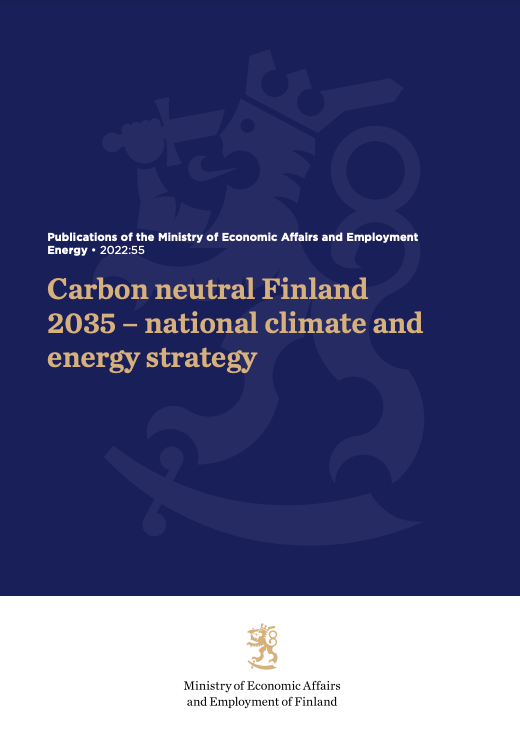 Publications of the Ministry of Economic Affairs and Employment
Energy • 2022:55
Carbon neutral Finland
2035 – national climate and
energy strategy
Ministry of Economic Affairs
and Employment of Finland